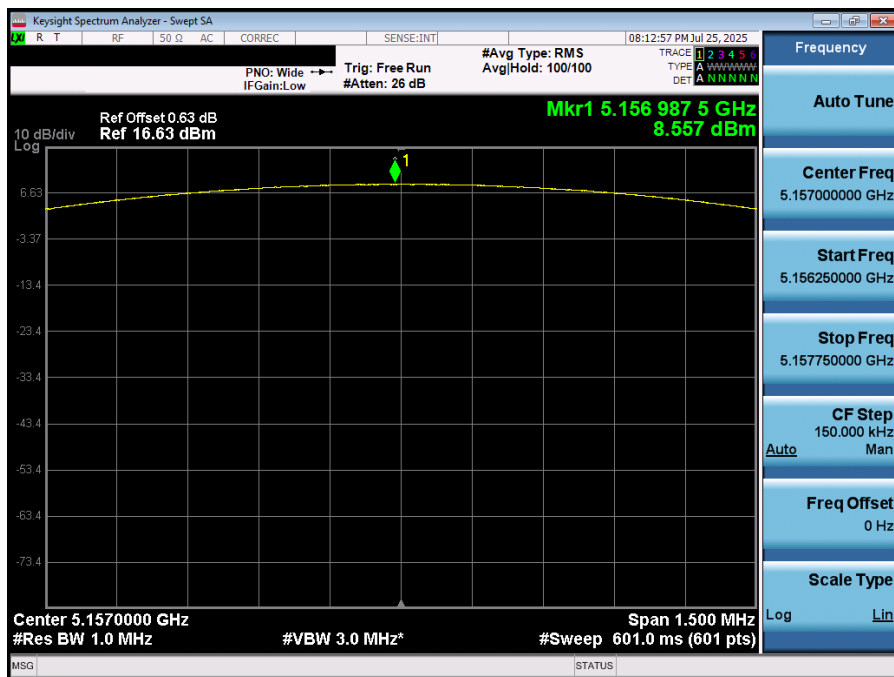 Keysight Spectrum Analyzer - Swept SA
LXI R T RF 50 Ω AC CORREC SENSE:INT 08:12:57 PM Jul 25, 2025
PNO: Wide
IFGain:Low
Trig: Free Run
#Atten: 26 dB
#Avg Type: RMS
Avg|Hold: 100/100
TRACE 1 2 3 4 5 6
TYPE A WWWWW
DET A N N N N N
Ref Offset 0.63 dB
10 dB/div Ref 16.63 dBm
Log
Mkr1 5.156 987 5 GHz
8.557 dBm
1
6.63
-3.37
-13.4
-23.4
-33.4
-43.4
-53.4
-63.4
-73.4
Center 5.1570000 GHz Span 1.500 MHz
#Res BW 1.0 MHz #VBW 3.0 MHz* #Sweep 601.0 ms (601 pts)
MSG STATUS
Frequency
Auto Tune
Center Freq
5.157000000 GHz
Start Freq
5.156250000 GHz
Stop Freq
5.157750000 GHz
CF Step
150.000 kHz
Auto Man
Freq Offset
0 Hz
Scale Type
Log Lin